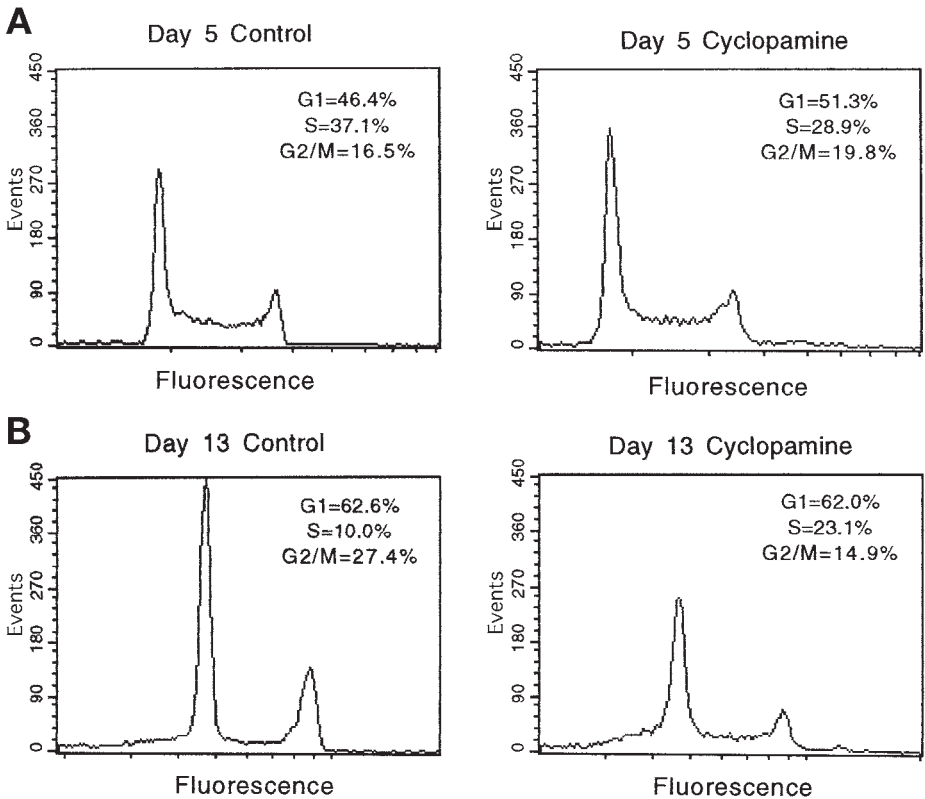 A
Day 5 Control
Day 5 Cyclopamine
450
360
270
180
90
0
Events
G1=46.4%
S=37.1%
G2/M=16.5%
Fluorescence
450
360
270
180
90
0
Events
G1=51.3%
S=28.9%
G2/M=19.8%
Fluorescence
B
Day 13 Control
Day 13 Cyclopamine
450
360
270
180
90
0
Events
G1=62.6%
S=10.0%
G2/M=27.4%
Fluorescence
450
360
270
180
90
0
Events
G1=62.0%
S=23.1%
G2/M=14.9%
Fluorescence